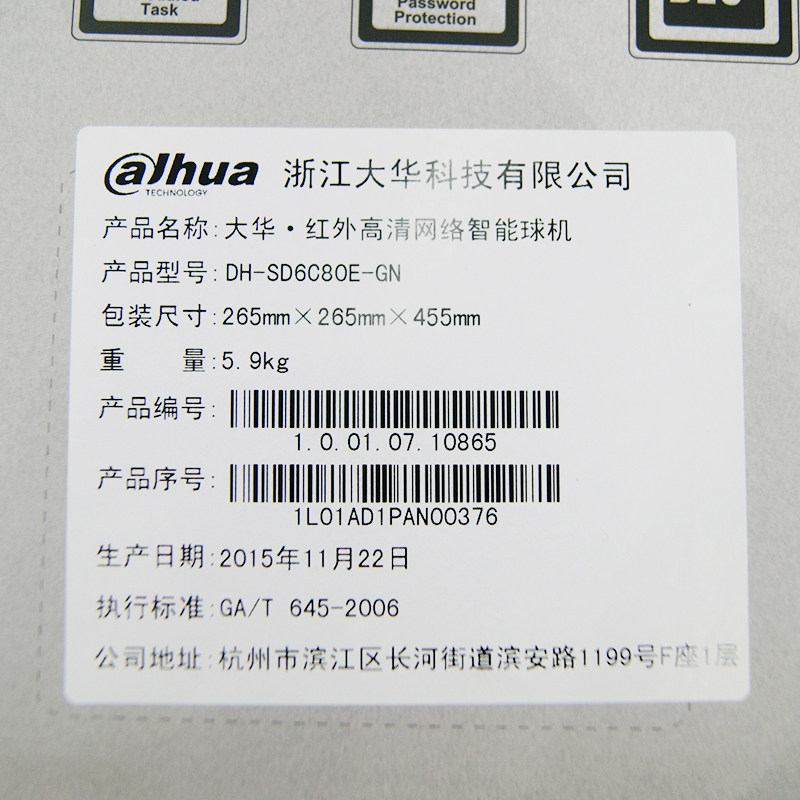 Task
Password
Protection
alhua 浙江大华科技有限公司
TECHNOLOGY
产品名称:大华·红外高清网络智能球机
产品型号:DH-SD6C80E-GN
包装尺寸:265mm×265mm×455mm
重 量:5.9kg
产品编号:
1.0.01.07.10865
产品序号:
1L01AD1PAN00376
生产日期:2015年11月22日
执行标准:GA/T 645-2006
公司地址:杭州市滨江区长河街道滨安路1199号F座1层